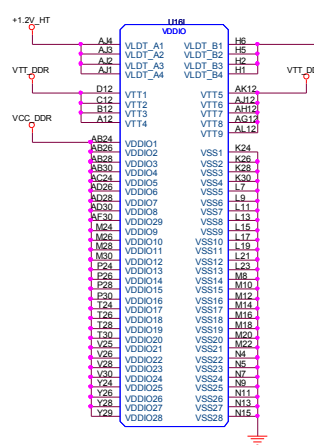 +1.2V_HT
U16I
VDDIO
AJ4 VLDT_A1 VLDT_B1 H6
AJ3 VLDT_A2 VLDT_B2 H5
AJ2 VLDT_A3 VLDT_B3 H2
AJ1 VLDT_A4 VLDT_B4 H1
VTT_DDR VTT_DD
D12 VTT1 VTT5 AK12
C12 VTT2 VTT6 AJ12
B12 VTT3 VTT7 AH12
A12 VTT4 VTT8 AG12
VTT9 AL12
VCC_DDR
AB24 VDDIO1
AB26 VDDIO2 VSS1 K24
AB28 VDDIO3 VSS2 K26
AB30 VDDIO4 VSS3 K28
AC24 VDDIO5 VSS4 K30
AD26 VDDIO6 VSS5 L7
AD28 VDDIO7 VSS6 L9
AD30 VDDIO8 VSS7 L11
AF30 VDDIO29 VSS8 L13
M24 VDDIO9 VSS9 L15
M26 VDDIO10 VSS10 L17
M28 VDDIO11 VSS11 L19
M30 VDDIO12 VSS12 L21
P24 VDDIO13 VSS13 L23
P26 VDDIO14 VSS14 M8
P28 VDDIO15 VSS15 M10
P30 VDDIO16 VSS16 M12
T24 VDDIO17 VSS17 M14
T26 VDDIO18 VSS18 M16
T28 VDDIO19 VSS19 M18
T30 VDDIO20 VSS20 M20
V25 VDDIO21 VSS21 M22
V26 VDDIO22 VSS22 N4
V28 VDDIO23 VSS23 N5
V30 VDDIO24 VSS24 N7
Y24 VDDIO25 VSS25 N9
Y26 VDDIO26 VSS26 N11
Y28 VDDIO27 VSS27 N13
Y29 VDDIO28 VSS28 N15